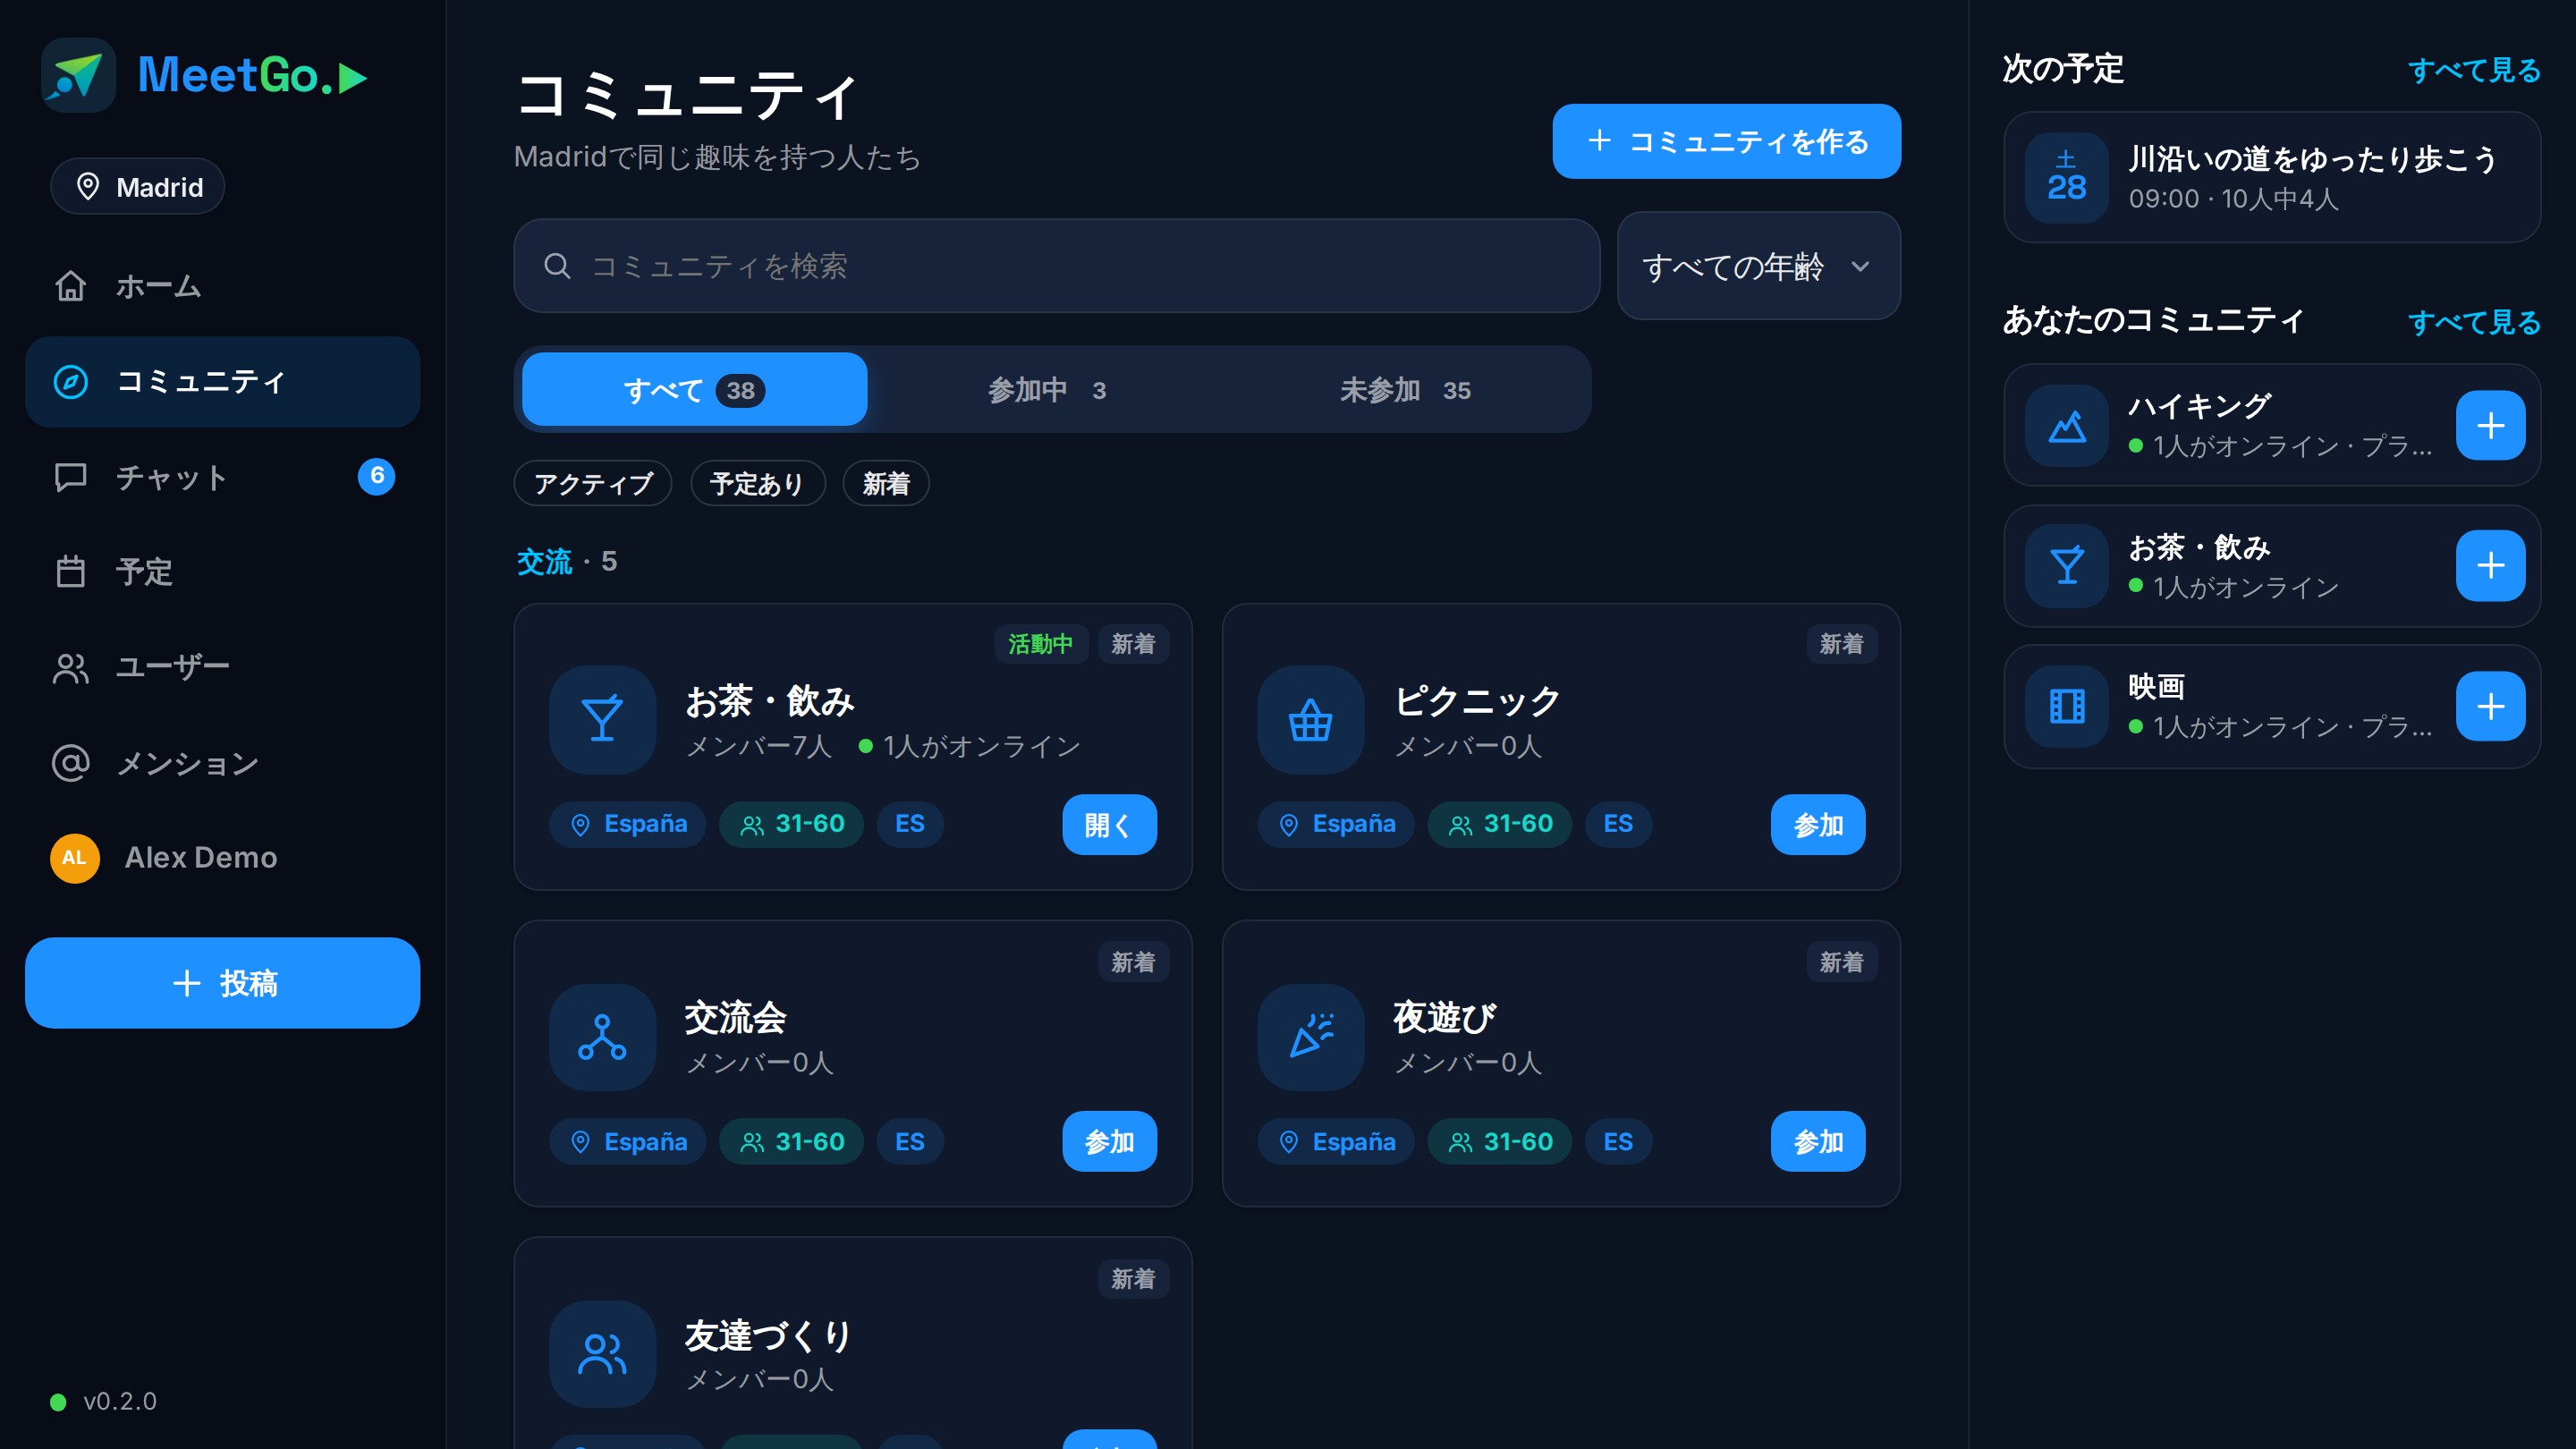 MeetGo.
Madrid
ホーム
コミュニティ
チャット 6
予定
ユーザー
メンション
AL Alex Demo
投稿
v0.2.0
コミュニティ
Madridで同じ趣味を持つ人たち
コミュニティを作る
コミュニティを検索
すべての年齢
すべて 38
参加中 3
未参加 35
アクティブ
予定あり
新着
交流 · 5
活動中 新着
お茶・飲み
メンバー7人 1人がオンライン
España 31-60 ES 開く
新着
ピクニック
メンバー0人
España 31-60 ES 参加
新着
交流会
メンバー0人
España 31-60 ES 参加
新着
夜遊び
メンバー0人
España 31-60 ES 参加
新着
友達づくり
メンバー0人
次の予定 すべて見る
土
28
川沿いの道をゆったり歩こう
09:00 · 10人中4人
あなたのコミュニティ すべて見る
ハイキング
1人がオンライン · プラ...
お茶・飲み
1人がオンライン
映画
1人がオンライン · プラ...